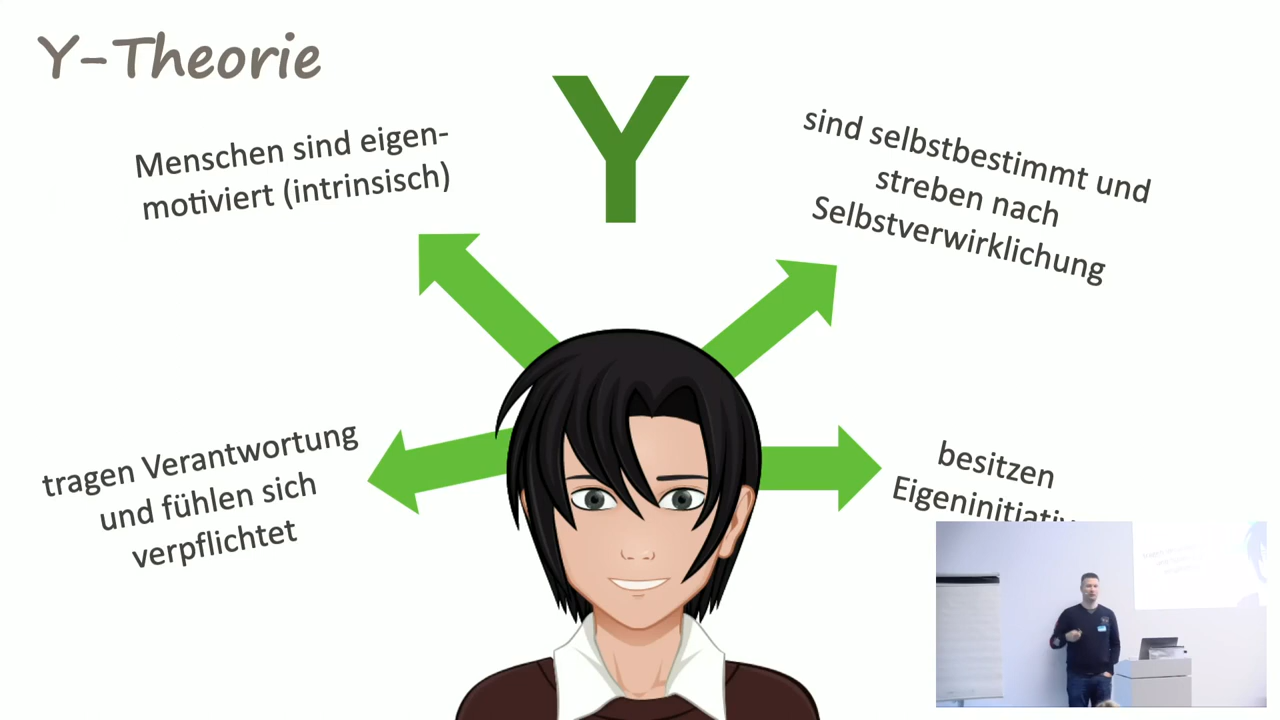 Y-Theorie
Y
Menschen sind eigen-
motiviert (intrinsisch)
sind selbstbestimmt und
streben nach
Selbstverwirklichung
tragen Verantwortung
und fühlen sich
verpflichtet
besitzen